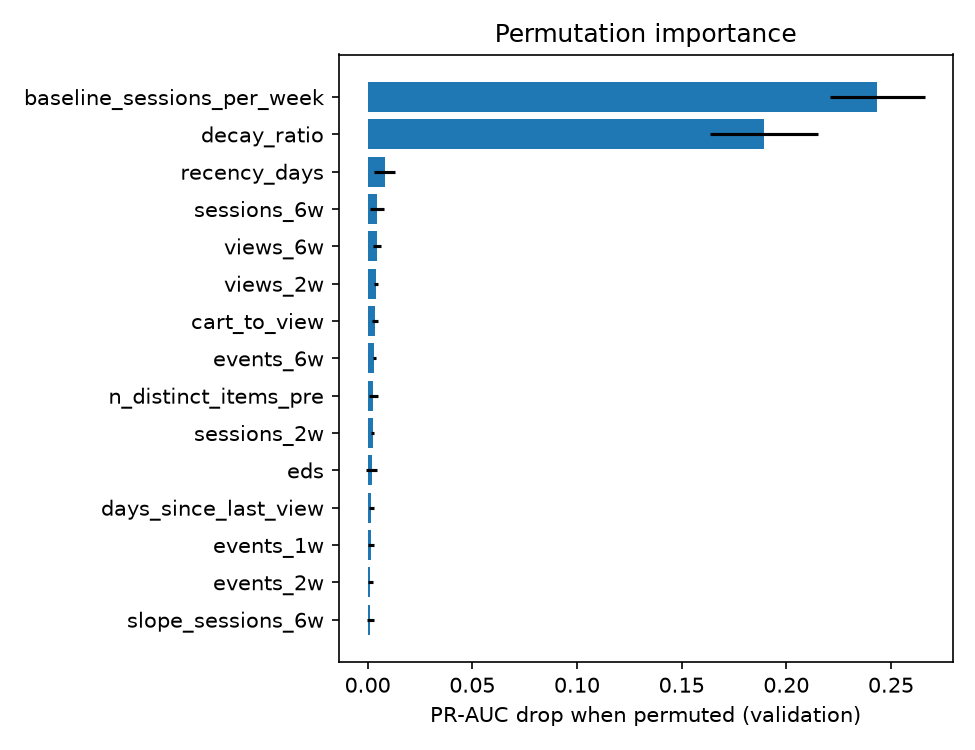 Permutation importance
baseline_sessions_per_week
decay_ratio
recency_days
sessions_6w
views_6w
views_2w
cart_to_view
events_6w
n_distinct_items_pre
sessions_2w
eds
days_since_last_view
events_1w
events_2w
slope_sessions_6w
0.00 0.05 0.10 0.15 0.20 0.25
PR-AUC drop when permuted (validation)